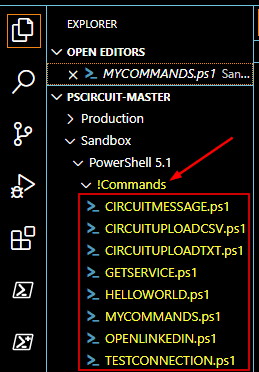 EXPLORER
OPEN EDITORS
MYCOMMANDS.ps1 San...
PSCIRCUIT-MASTER
Production
Sandbox
PowerShell 5.1
!Commands
CIRCUITMESSAGE.ps1
CIRCUITUPLOADCSV.ps1
CIRCUITUPLOADTXT.ps1
GETSERVICE.ps1
HELLOWORLD.ps1
MYCOMMANDS.ps1
OPENLINKEDIN.ps1
TESTCONNECTION.ps1